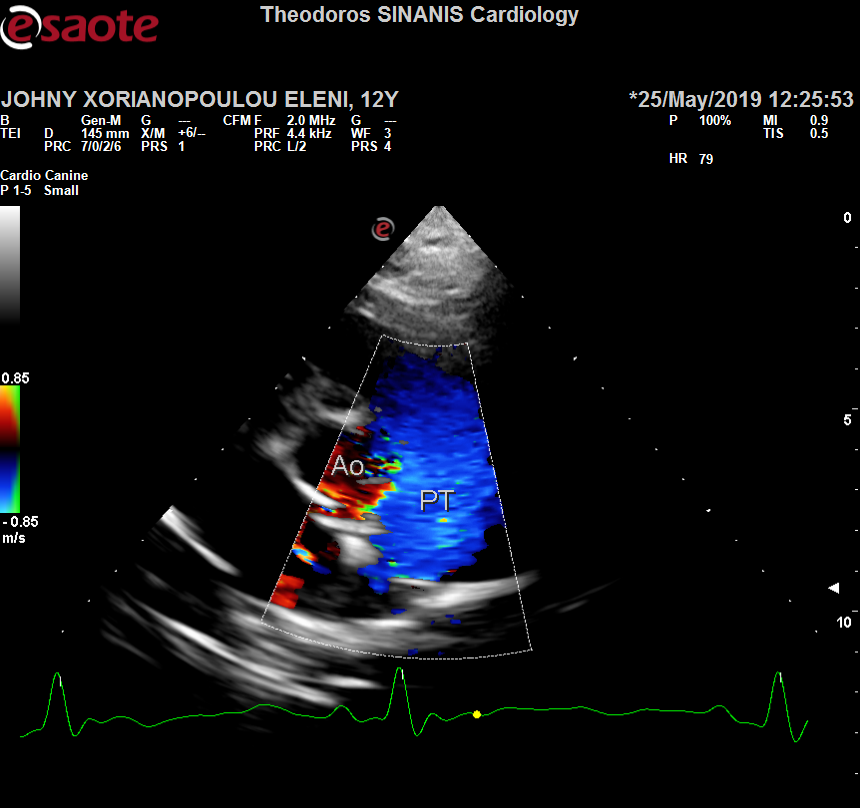 esaote
Theodoros SINANIS Cardiology
JOHNY XORIANOPOULOU ELENI, 12Y *25/May/2019 12:25:53
B Gen-M G --- CFM F 2.0 MHz G --- P 100% MI 0.9
TEI D 145 mm X/M +6/-- PRF 4.4 kHz WF 3 TIS 0.5
PRC 7/0/2/6 PRS 1 PRC L/2 PRS 4
HR 79
Cardio Canine
P 1-5 Small
e
0
0.85
5
Ao
PT
- 0.85
m/s
10